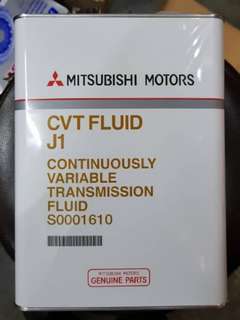 MITSUBISHI MOTORS
CVT FLUID
J1
CONTINUOUSLY
VARIABLE
TRANSMISSION
FLUID
S0001610
MITSUBISHI MOTORS
GENUINE PARTS